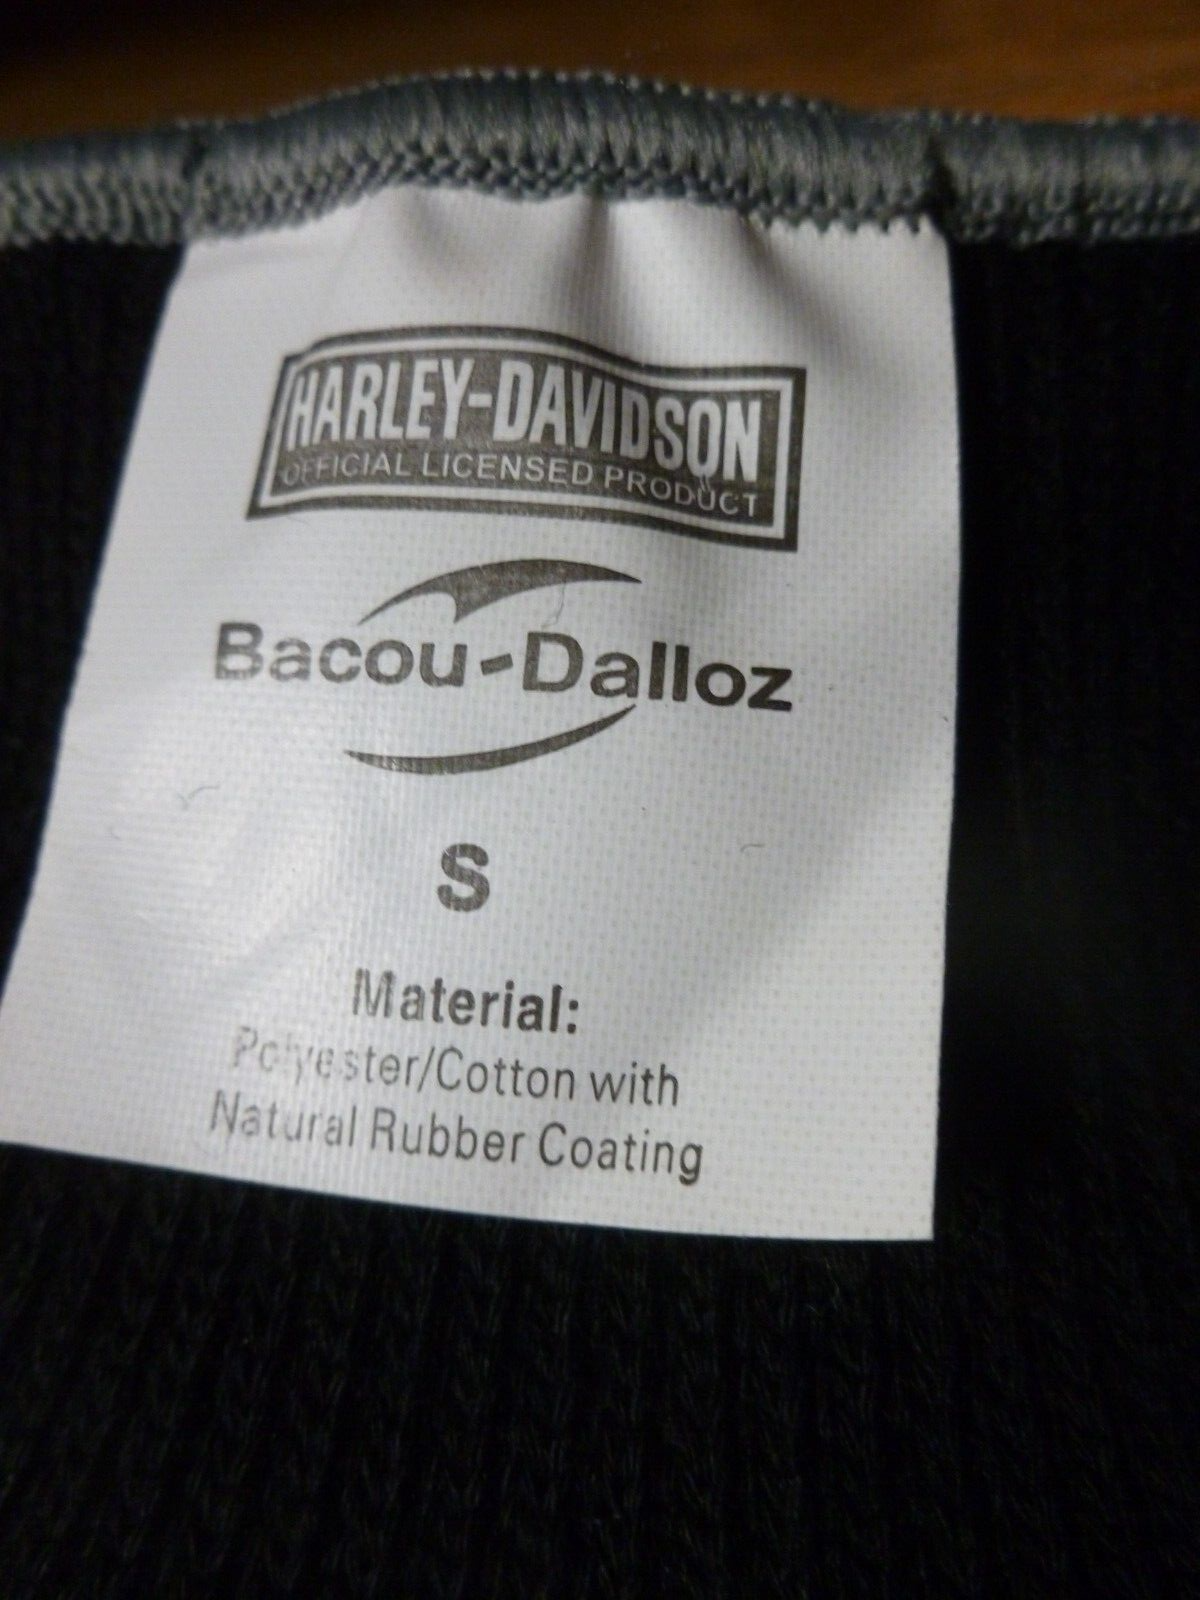 HARLEY-DAVIDSON
OFFICIAL LICENSED PRODUCT
Bacou-Dalloz
S
Material:
Polyester/Cotton with
Natural Rubber Coating